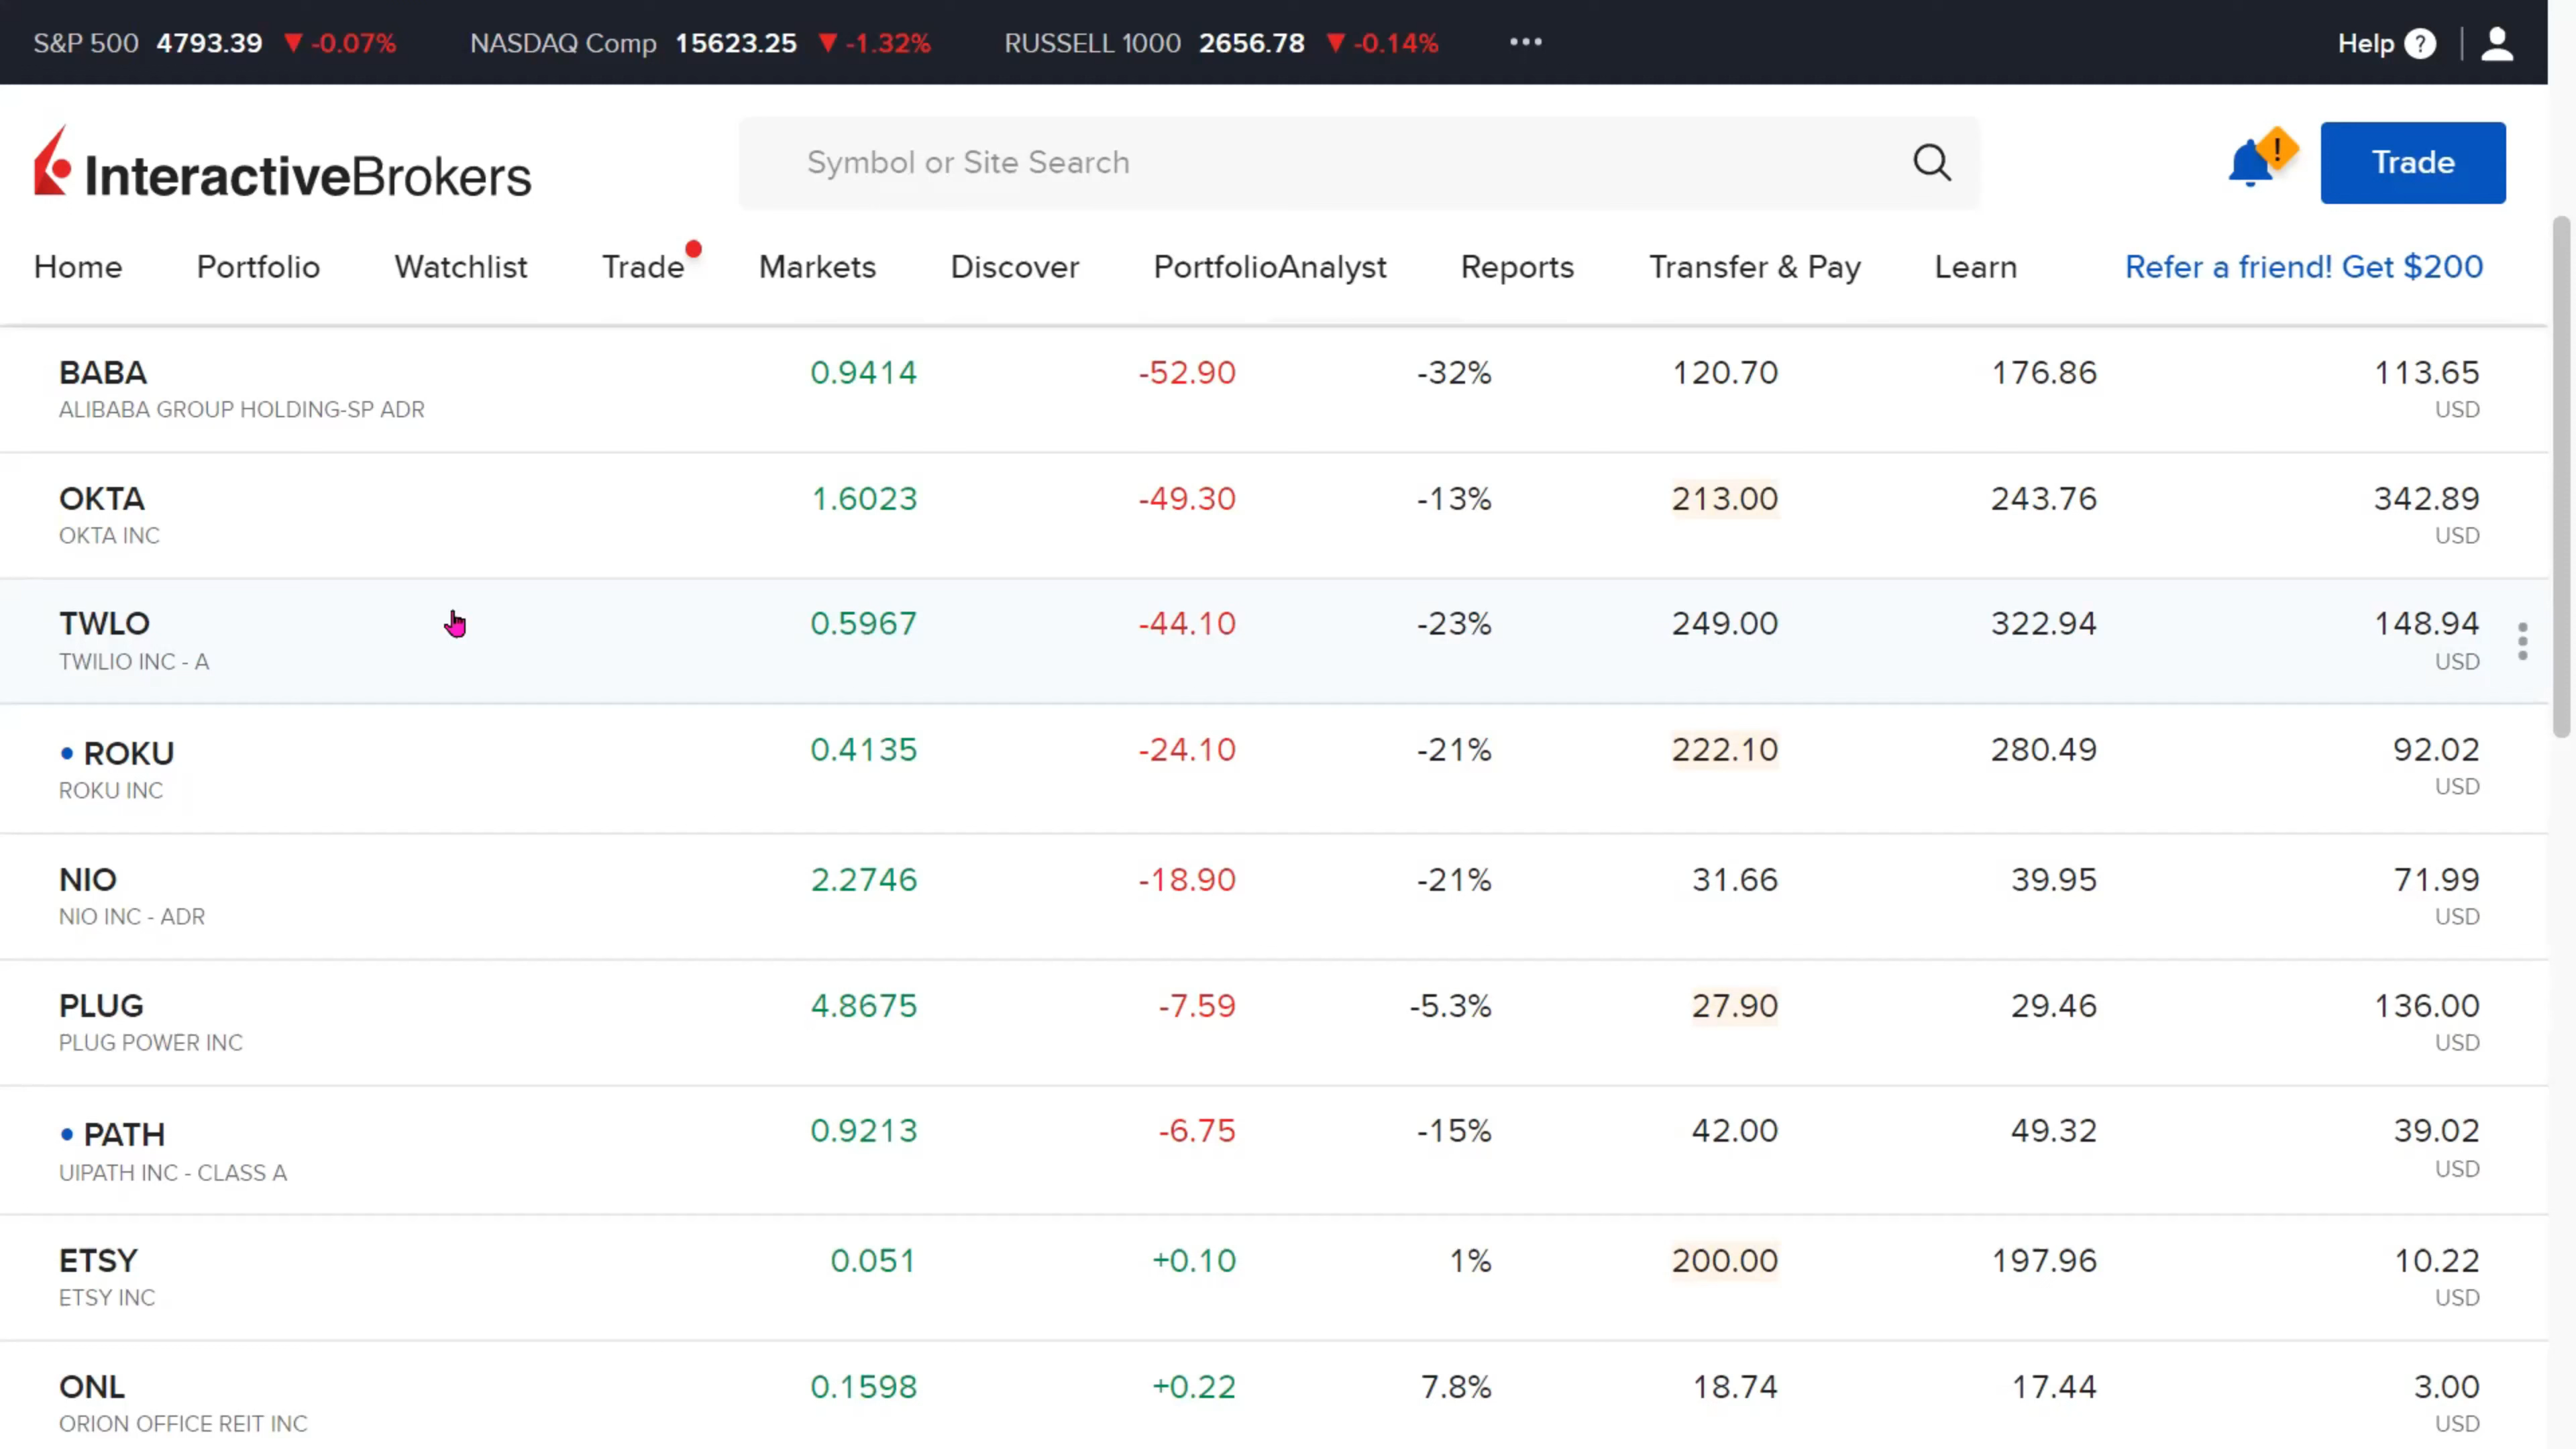 S&P 500 4793.39 ▼ -0.07% NASDAQ Comp 15623.25 ▼ -1.32% RUSSELL 1000 2656.78 ▼ -0.14% ••• Help ?
InteractiveBrokers Symbol or Site Search ! Trade
Home Portfolio Watchlist Trade Markets Discover PortfolioAnalyst Reports Transfer & Pay Learn Refer a friend! Get $200
BABA 0.9414 -52.90 -32% 120.70 176.86 113.65
ALIBABA GROUP HOLDING-SP ADR USD
OKTA 1.6023 -49.30 -13% 213.00 243.76 342.89
OKTA INC USD
TWLO 0.5967 -44.10 -23% 249.00 322.94 148.94
TWILIO INC - A USD
• ROKU 0.4135 -24.10 -21% 222.10 280.49 92.02
ROKU INC USD
NIO 2.2746 -18.90 -21% 31.66 39.95 71.99
NIO INC - ADR USD
PLUG 4.8675 -7.59 -5.3% 27.90 29.46 136.00
PLUG POWER INC USD
• PATH 0.9213 -6.75 -15% 42.00 49.32 39.02
UIPATH INC - CLASS A USD
ETSY 0.051 +0.10 1% 200.00 197.96 10.22
ETSY INC USD
ONL 0.1598 +0.22 7.8% 18.74 17.44 3.00
ORION OFFICE REIT INC USD